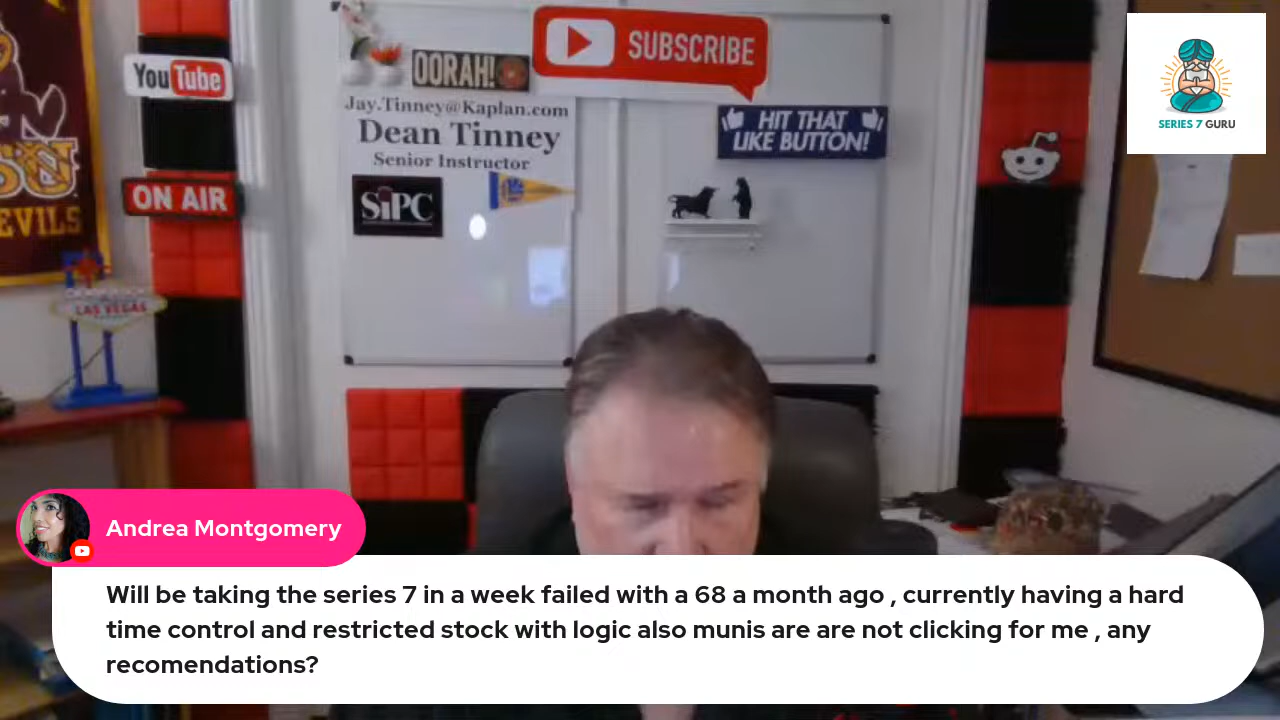 YouTube
ON AIR
EVILS
LAS VEGAS
SUBSCRIBE
OORAH!
Jay.Tinney@Kaplan.com
Dean Tinney
Senior Instructor
SiPC
HIT THAT
LIKE BUTTON!
SERIES 7 GURU
Andrea Montgomery
Will be taking the series 7 in a week failed with a 68 a month ago , currently having a hard
time control and restricted stock with logic also munis are are not clicking for me , any
recomendations?